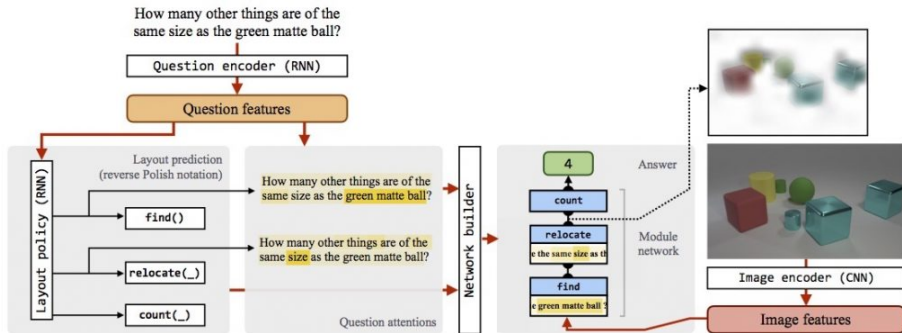 How many other things are of the
same size as the green matte ball?
Question encoder (RNN)
Question features
Layout policy (RNN)
Layout prediction
(reverse Polish notation)
find()
relocate(_)
count(_)
How many other things are of the
same size as the green matte ball?
How many other things are of the
same size as the green matte ball?
Question attentions
Network builder
4
Answer
count
relocate
e the same size as th
find
e green matte ball ?
Module
network
Image encoder (CNN)
Image features